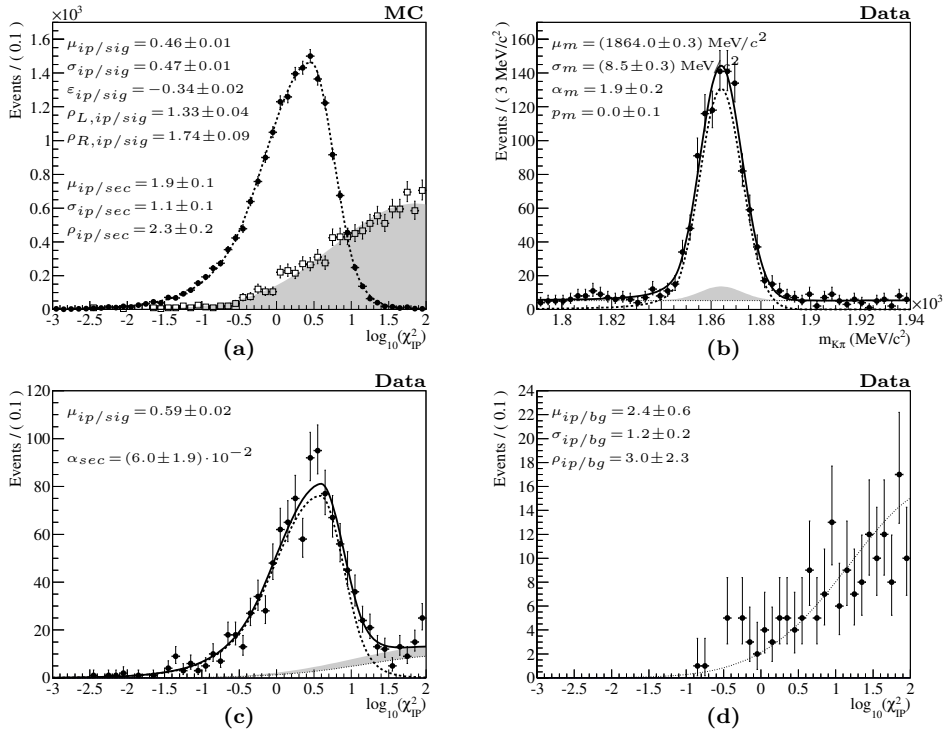 ×10³ MC
Events / ( 0.1 )
1.6
1.4
1.2
1.0
0.8
0.6
0.4
0.2
0
μ_{ip/sig} = 0.46±0.01
σ_{ip/sig} = 0.47±0.01
ε_{ip/sig} = −0.34±0.02
ρ_{L,ip/sig} = 1.33±0.04
ρ_{R,ip/sig} = 1.74±0.09
μ_{ip/sec} = 1.9±0.1
σ_{ip/sec} = 1.1±0.1
ρ_{ip/sec} = 2.3±0.2
-3 -2.5 -2 -1.5 -1 -0.5 0 0.5 1 1.5 2
log₁₀(χ²_{IP})
(a)
Data
Events / ( 3 MeV/c² )
160
140
120
100
80
60
40
20
0
μ_m = (1864.0±0.3) MeV/c²
σ_m = (8.5±0.3) MeV/c²
α_m = 1.9±0.2
p_m = 0.0±0.1
×10³
1.8 1.82 1.84 1.86 1.88 1.9 1.92 1.94
m_{Kπ} (MeV/c²)
(b)
Data
Events / ( 0.1 )
120
100
80
60
40
20
0
μ_{ip/sig} = 0.59±0.02
α_{sec} = (6.0±1.9)·10⁻²
-3 -2.5 -2 -1.5 -1 -0.5 0 0.5 1 1.5 2
log₁₀(χ²_{IP})
(c)
Data
Events / ( 0.1 )
24
22
20
18
16
14
12
10
8
6
4
2
0
μ_{ip/bg} = 2.4±0.6
σ_{ip/bg} = 1.2±0.2
ρ_{ip/bg} = 3.0±2.3
-3 -2.5 -2 -1.5 -1 -0.5 0 0.5 1 1.5 2
log₁₀(χ²_{IP})
(d)